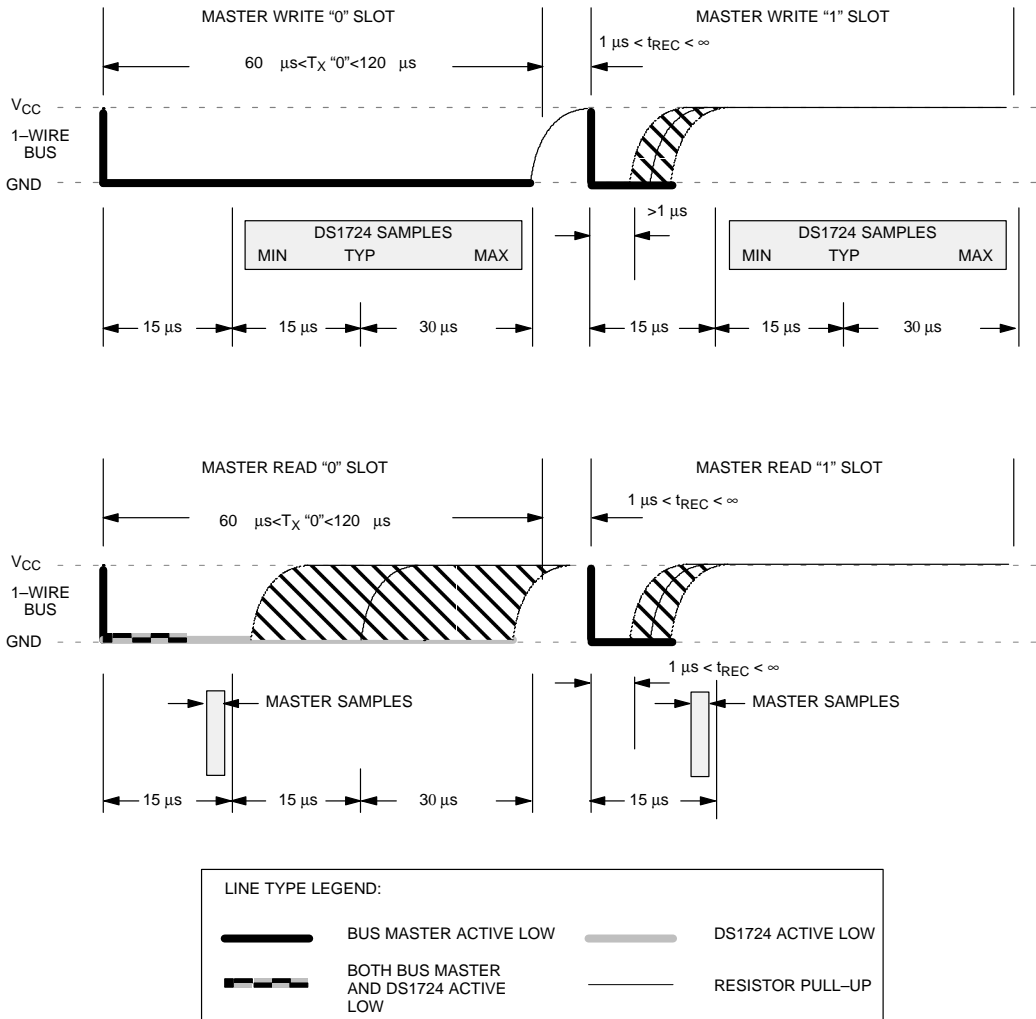 MASTER WRITE “0” SLOT
MASTER WRITE “1” SLOT
1 µs < tREC < ∞
60 µs<TX “0”<120 µs
VCC
1–WIRE
BUS
GND
>1 µs
DS1724 SAMPLES
MIN TYP MAX
DS1724 SAMPLES
MIN TYP MAX
15 µs 15 µs 30 µs
15 µs 15 µs 30 µs
MASTER READ “0” SLOT
MASTER READ “1” SLOT
1 µs < tREC < ∞
60 µs<TX “0”<120 µs
VCC
1–WIRE
BUS
GND
1 µs < tREC < ∞
MASTER SAMPLES
MASTER SAMPLES
15 µs 15 µs 30 µs
15 µs
LINE TYPE LEGEND:
BUS MASTER ACTIVE LOW
DS1724 ACTIVE LOW
BOTH BUS MASTER
AND DS1724 ACTIVE
LOW
RESISTOR PULL–UP